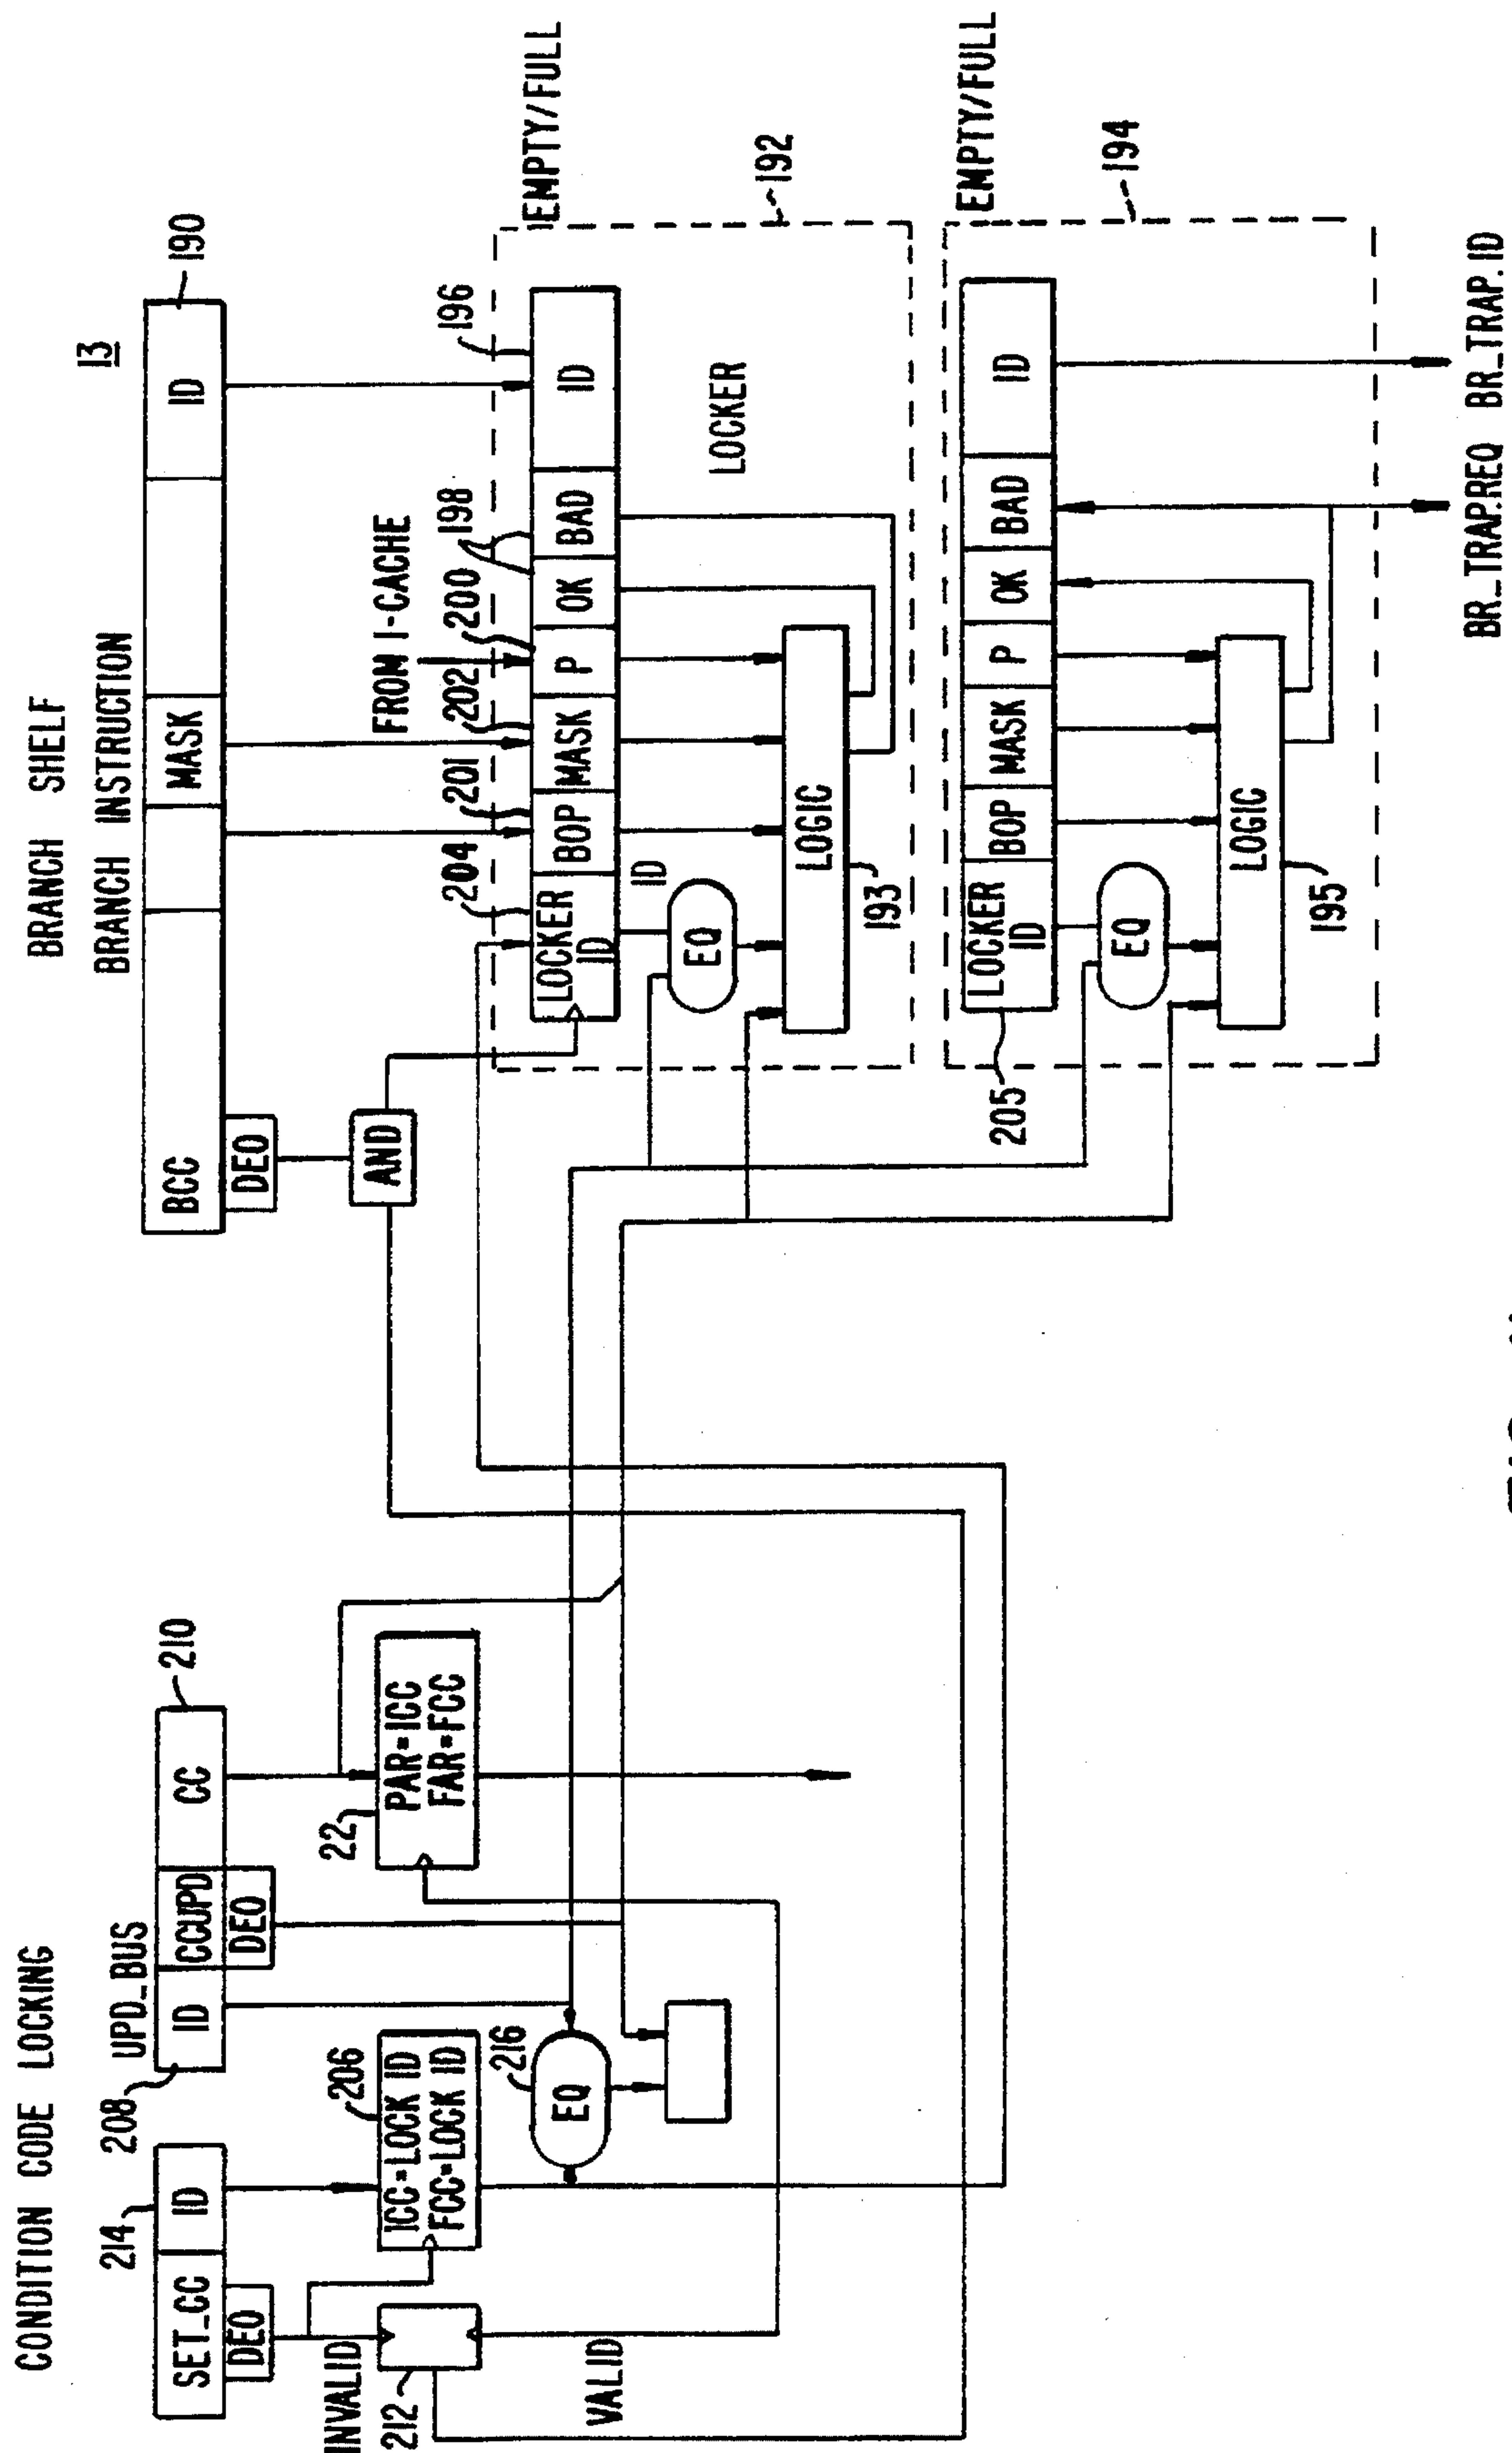 CONDITION CODE LOCKING
BRANCH SHELF
13
BRANCH INSTRUCTION
214
208
UPD_BUS
210
190
SET_CC
ID
ID
CCUPD
CC
BCC
MASK
ID
DEO
DEO
DEO
INVALID
206
22
AND
FROM I-CACHE
212
ICC=LOCK ID
FCC=LOCK ID
PAR=ICC
FAR=FCC
204
201
202
200
198
196
EMPTY/FULL
216
EQ
LOCKER
ID
BOP
MASK
P
OK
BAD
ID
VALID
ID
EQ
LOCKER
192
LOGIC
193
EMPTY/FULL
205
LOCKER
ID
BOP
MASK
P
OK
BAD
ID
EQ
194
LOGIC
195
BR_TRAP.REQ
BR_TRAP.ID